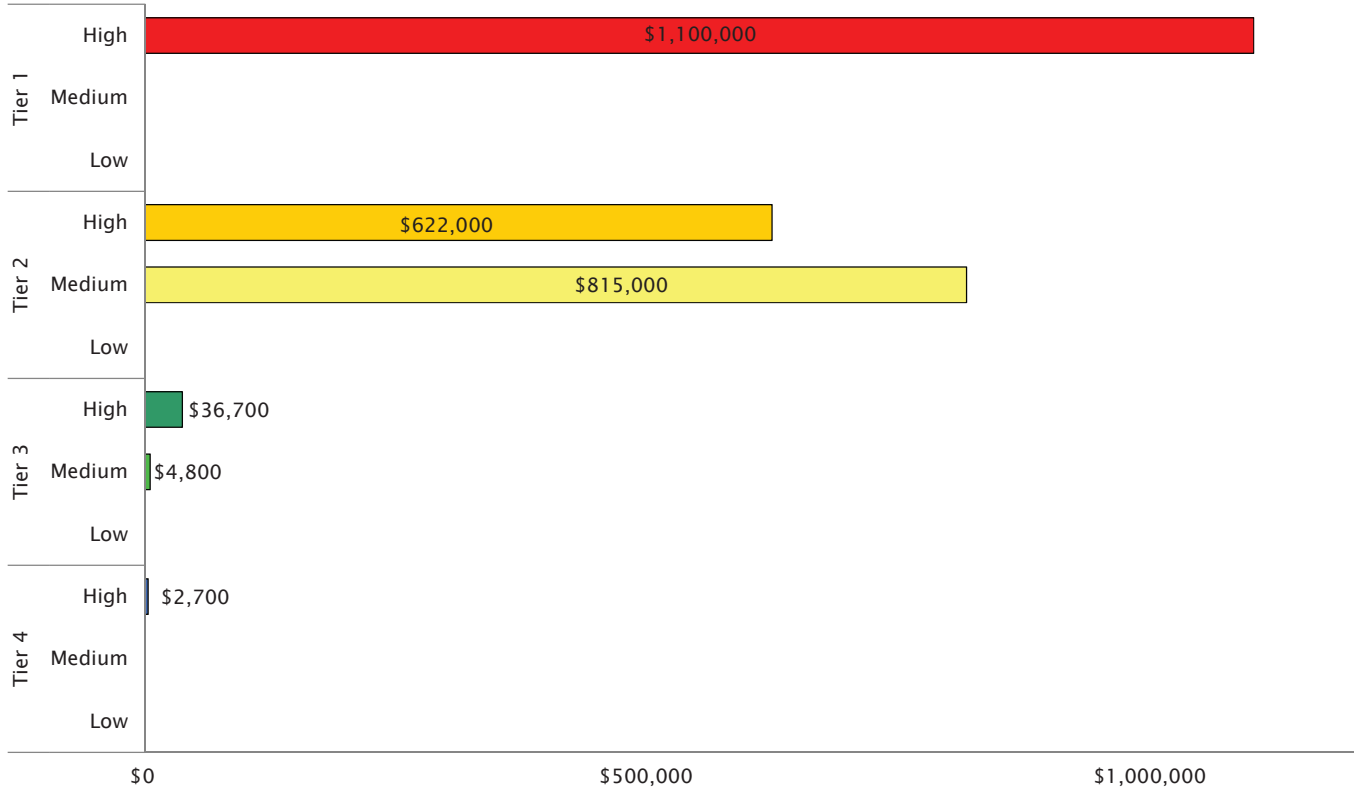 Tier 1
High
$1,100,000
Medium
Low
Tier 2
High
$622,000
Medium
$815,000
Low
Tier 3
High
$36,700
Medium
$4,800
Low
Tier 4
High
$2,700
Medium
Low
$0
$500,000
$1,000,000